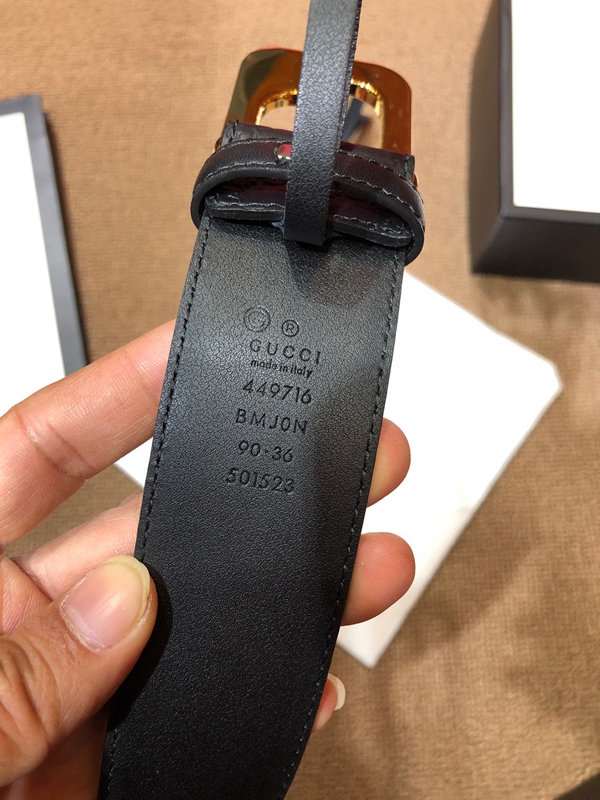 G ®
GUCCI
made in italy
449716
BMJ0N
90·36
501523